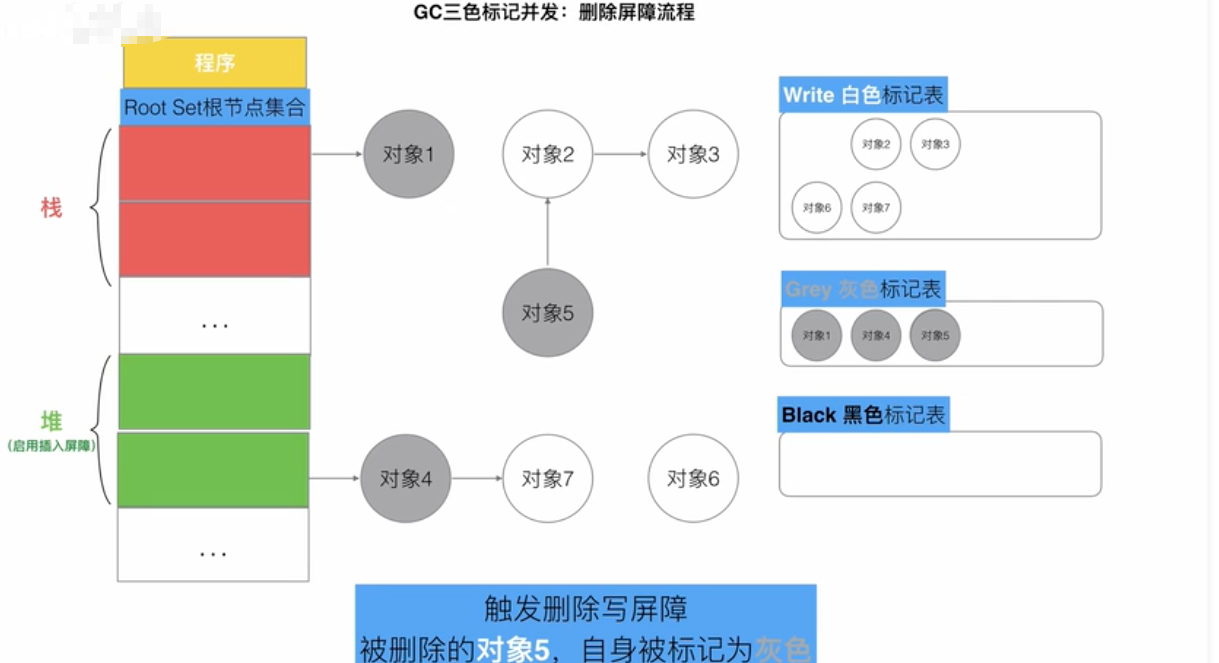 GC三色标记并发：删除屏障流程
程序
Root Set根节点集合
栈
...
堆
(启用插入屏障)
...
对象1
对象2
对象3
对象5
对象4
对象7
对象6
Write 白色标记表
对象2
对象3
对象6
对象7
Grey 灰色标记表
对象1
对象4
对象5
Black 黑色标记表
触发删除写屏障
被删除的对象5，自身被标记为灰色